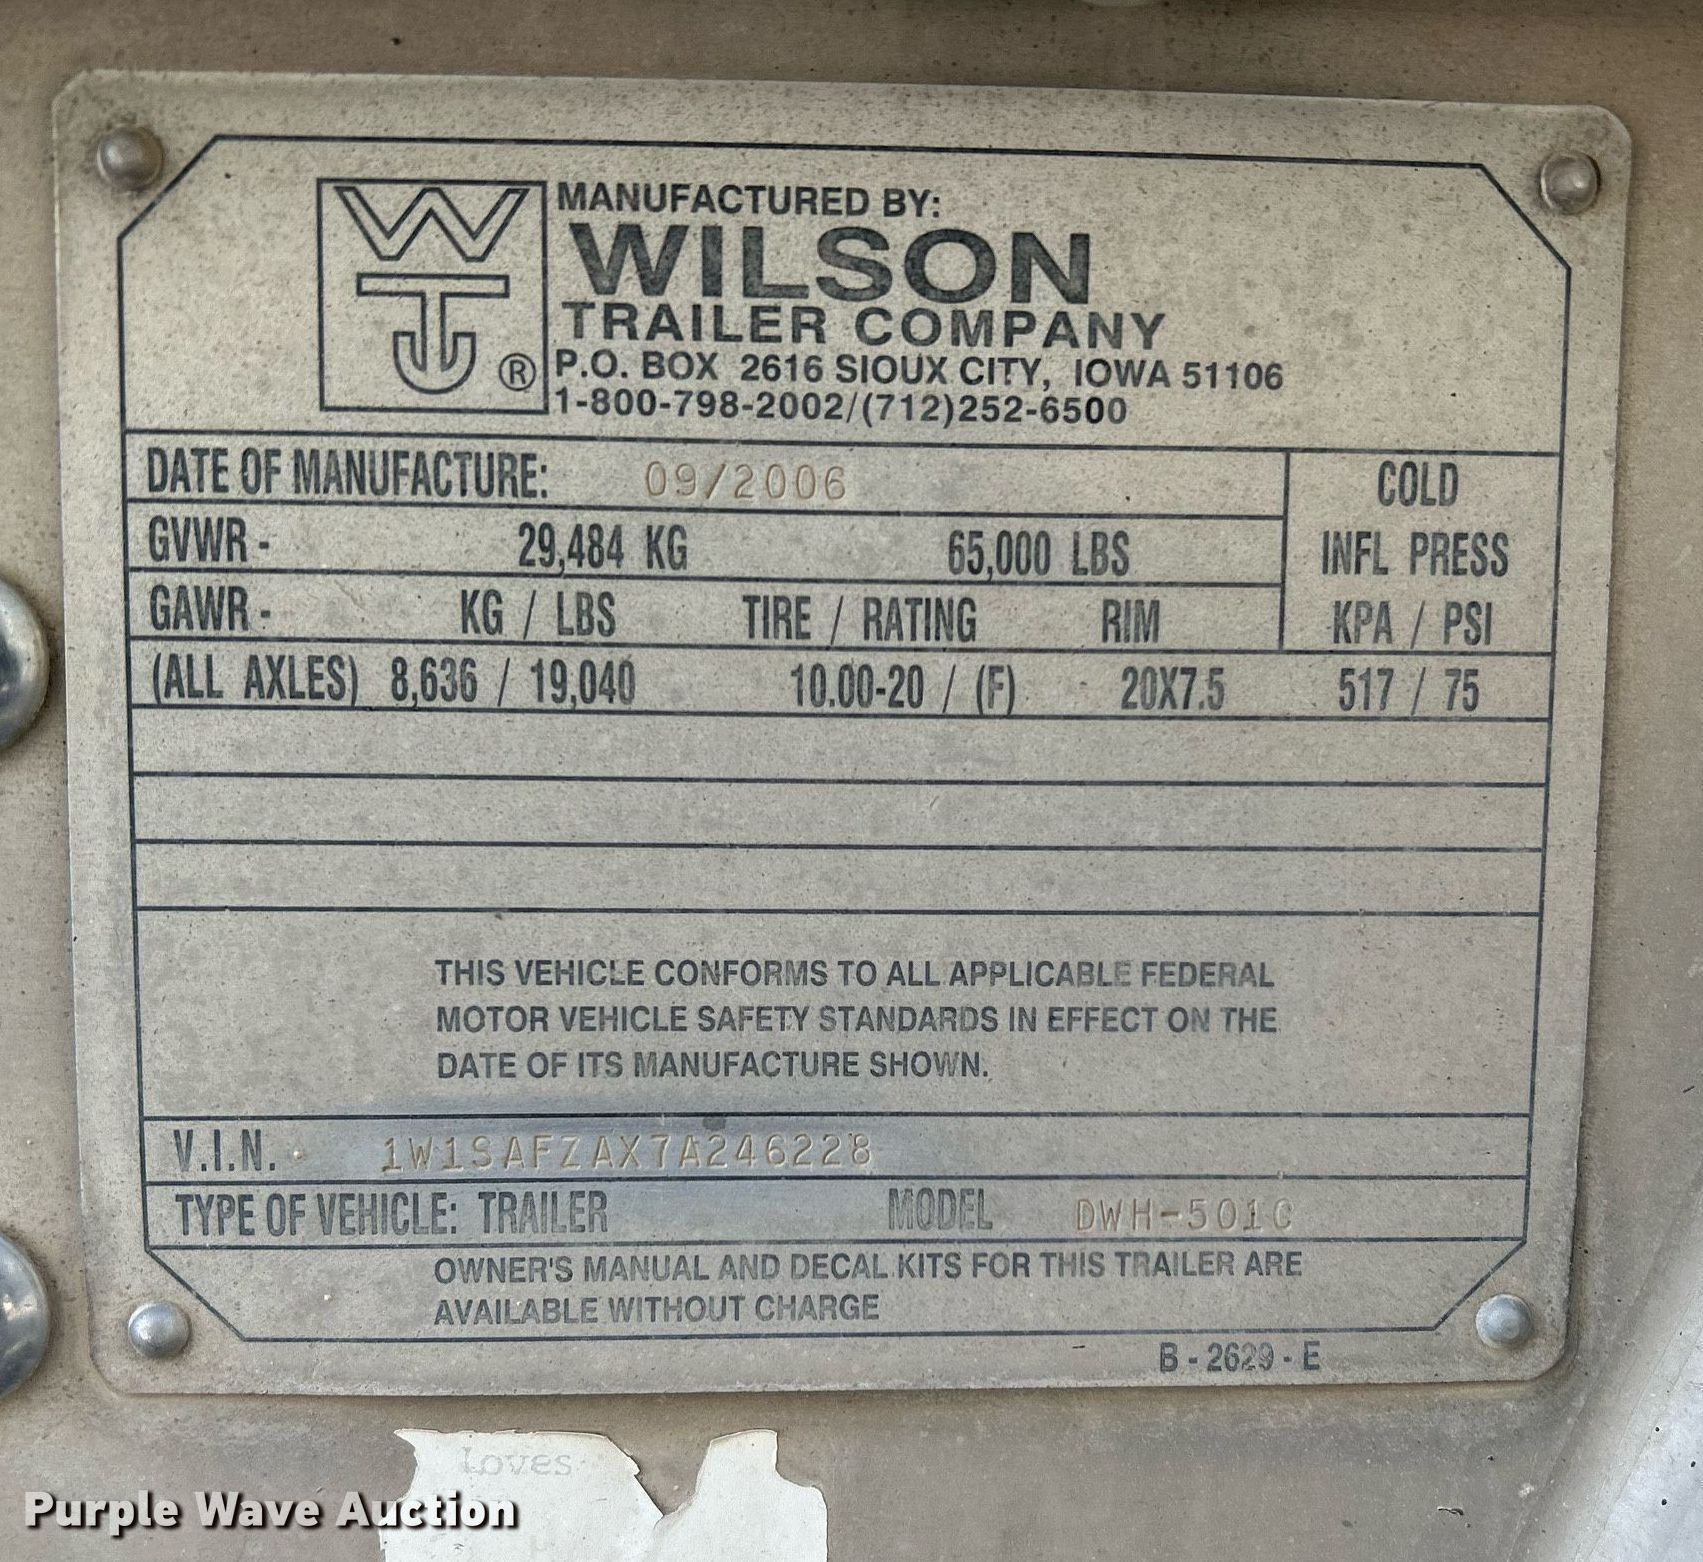 WTJ ®
MANUFACTURED BY:
WILSON
TRAILER COMPANY
P.O. BOX 2616 SIOUX CITY, IOWA 51106
1-800-798-2002/(712)252-6500
DATE OF MANUFACTURE: 09/2006
COLD
GVWR - 29,484 KG 65,000 LBS INFL PRESS
GAWR - KG / LBS TIRE / RATING RIM KPA / PSI
(ALL AXLES) 8,636 / 19,040 10.00-20 / (F) 20X7.5 517 / 75
THIS VEHICLE CONFORMS TO ALL APPLICABLE FEDERAL
MOTOR VEHICLE SAFETY STANDARDS IN EFFECT ON THE
DATE OF ITS MANUFACTURE SHOWN.
V.I.N. 1W1SAFZAX7A246228
TYPE OF VEHICLE: TRAILER MODEL DWH-501C
OWNER'S MANUAL AND DECAL KITS FOR THIS TRAILER ARE
AVAILABLE WITHOUT CHARGE
B - 2629 - E
Loves
Purple Wave Auction